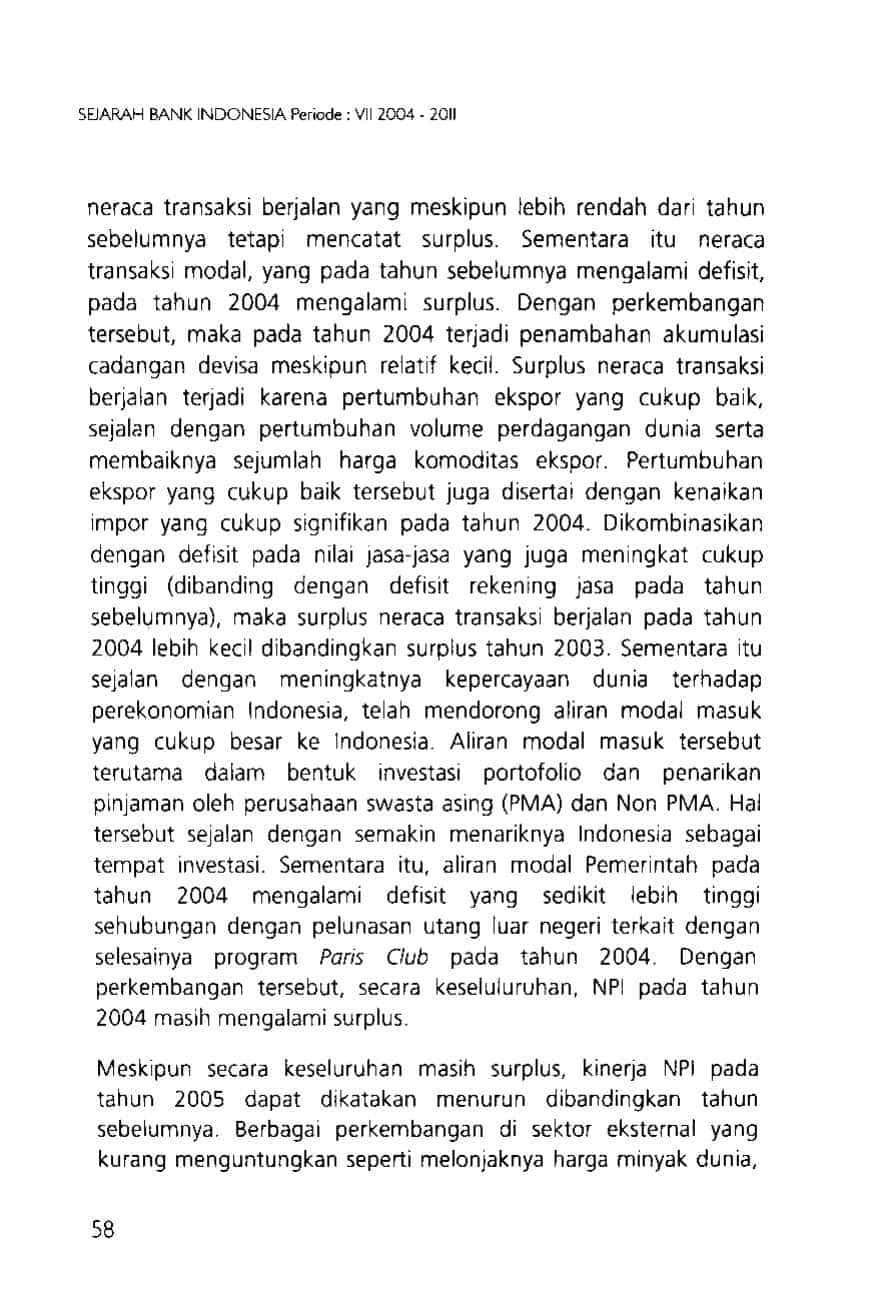 SEJARAH BANK INDONESIA Periode : VII 2004 - 2011
neraca transaksi berjalan yang meskipun lebih rendah dari tahun
sebelumnya tetapi mencatat surplus. Sementara itu neraca
transaksi modal, yang pada tahun sebelumnya mengalami defisit,
pada tahun 2004 mengalami surplus. Dengan perkembangan
tersebut, maka pada tahun 2004 terjadi penambahan akumulasi
cadangan devisa meskipun relatif kecil. Surplus neraca transaksi
berjalan terjadi karena pertumbuhan ekspor yang cukup baik,
sejalan dengan pertumbuhan volume perdagangan dunia serta
membaiknya sejumlah harga komoditas ekspor. Pertumbuhan
ekspor yang cukup baik tersebut juga disertai dengan kenaikan
impor yang cukup signifikan pada tahun 2004. Dikombinasikan
dengan defisit pada nilai jasa-jasa yang juga meningkat cukup
tinggi (dibanding dengan defisit rekening jasa pada tahun
sebelumnya), maka surplus neraca transaksi berjalan pada tahun
2004 lebih kecil dibandingkan surplus tahun 2003. Sementara itu
sejalan dengan meningkatnya kepercayaan dunia terhadap
perekonomian Indonesia, telah mendorong aliran modal masuk
yang cukup besar ke Indonesia. Aliran modal masuk tersebut
terutama dalam bentuk investasi portofolio dan penarikan
pinjaman oleh perusahaan swasta asing (PMA) dan Non PMA. Hal
tersebut sejalan dengan semakin menariknya Indonesia sebagai
tempat investasi. Sementara itu, aliran modal Pemerintah pada
tahun 2004 mengalami defisit yang sedikit lebih tinggi
sehubungan dengan pelunasan utang luar negeri terkait dengan
selesainya program Paris Club pada tahun 2004. Dengan
perkembangan tersebut, secara keseluluruhan, NPI pada tahun
2004 masih mengalami surplus.
Meskipun secara keseluruhan masih surplus, kinerja NPI pada
tahun 2005 dapat dikatakan menurun dibandingkan tahun
sebelumnya. Berbagai perkembangan di sektor eksternal yang
kurang menguntungkan seperti melonjaknya harga minyak dunia,
58